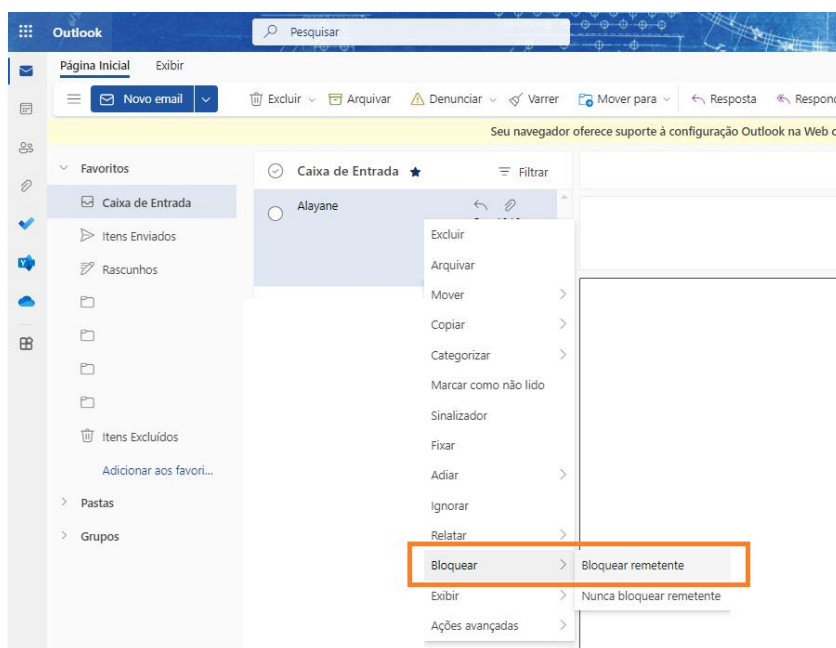 Outlook
Pesquisar
Página Inicial Exibir
Novo email Excluir Arquivar Denunciar Varrer Mover para Resposta
Seu navegador oferece suporte à configuração Outlook na Web
Favoritos
Caixa de Entrada
Itens Enviados
Rascunhos
Itens Excluídos
Adicionar aos favori...
Pastas
Grupos
Caixa de Entrada Filtrar
Alayane
Excluir
Arquivar
Mover
Copiar
Categorizar
Marcar como não lido
Sinalizador
Fixar
Adiar
Ignorar
Relatar
Bloquear Bloquear remetente
Exibir Nunca bloquear remetente
Ações avançadas